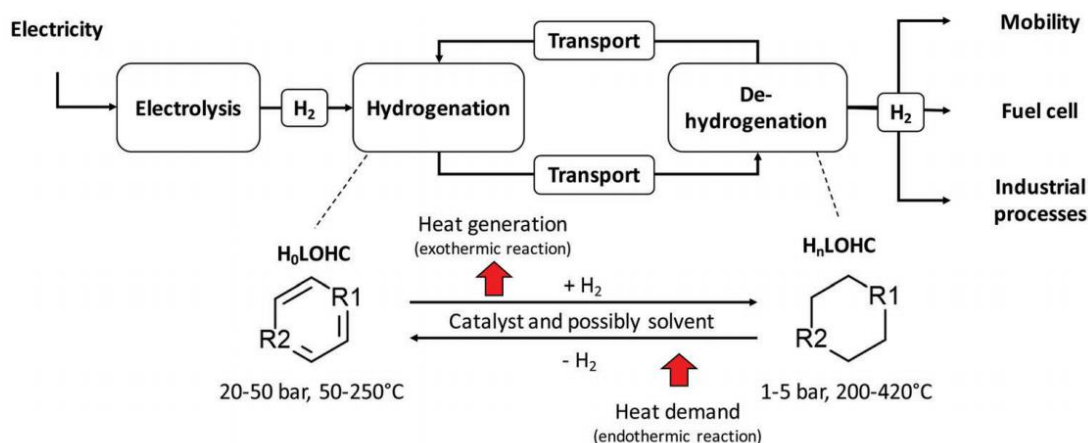 Electricity
Electrolysis
H₂
Hydrogenation
Transport
Transport
De-
hydrogenation
H₂
Mobility
Fuel cell
Industrial
processes
Heat generation
(exothermic reaction)
H₀LOHC
R1
R2
20-50 bar, 50-250°C
+ H₂
Catalyst and possibly solvent
- H₂
Heat demand
(endothermic reaction)
HₙLOHC
R1
R2
1-5 bar, 200-420°C